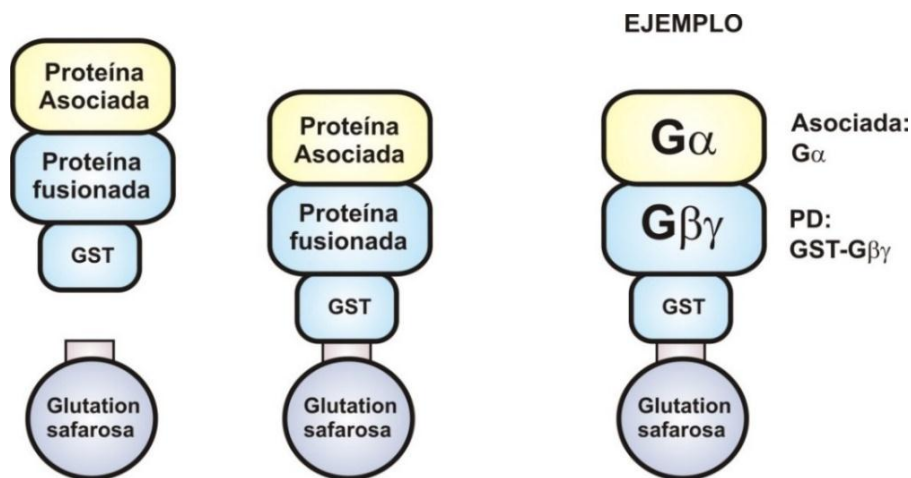 EJEMPLO
Proteína
Asociada
Proteína
fusionada
GST
Glutation
safarosa
Proteína
Asociada
Proteína
fusionada
GST
Glutation
safarosa
Gα
Gβγ
GST
Glutation
safarosa
Asociada:
Gα
PD:
GST-Gβγ